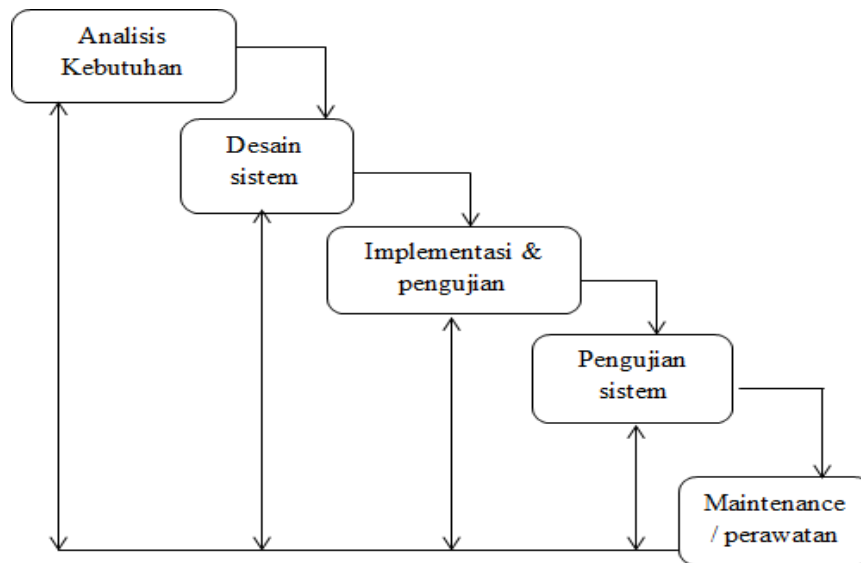 Analisis
Kebutuhan
Desain
sistem
Implementasi &
pengujian
Pengujian
sistem
Maintenance
/ perawatan